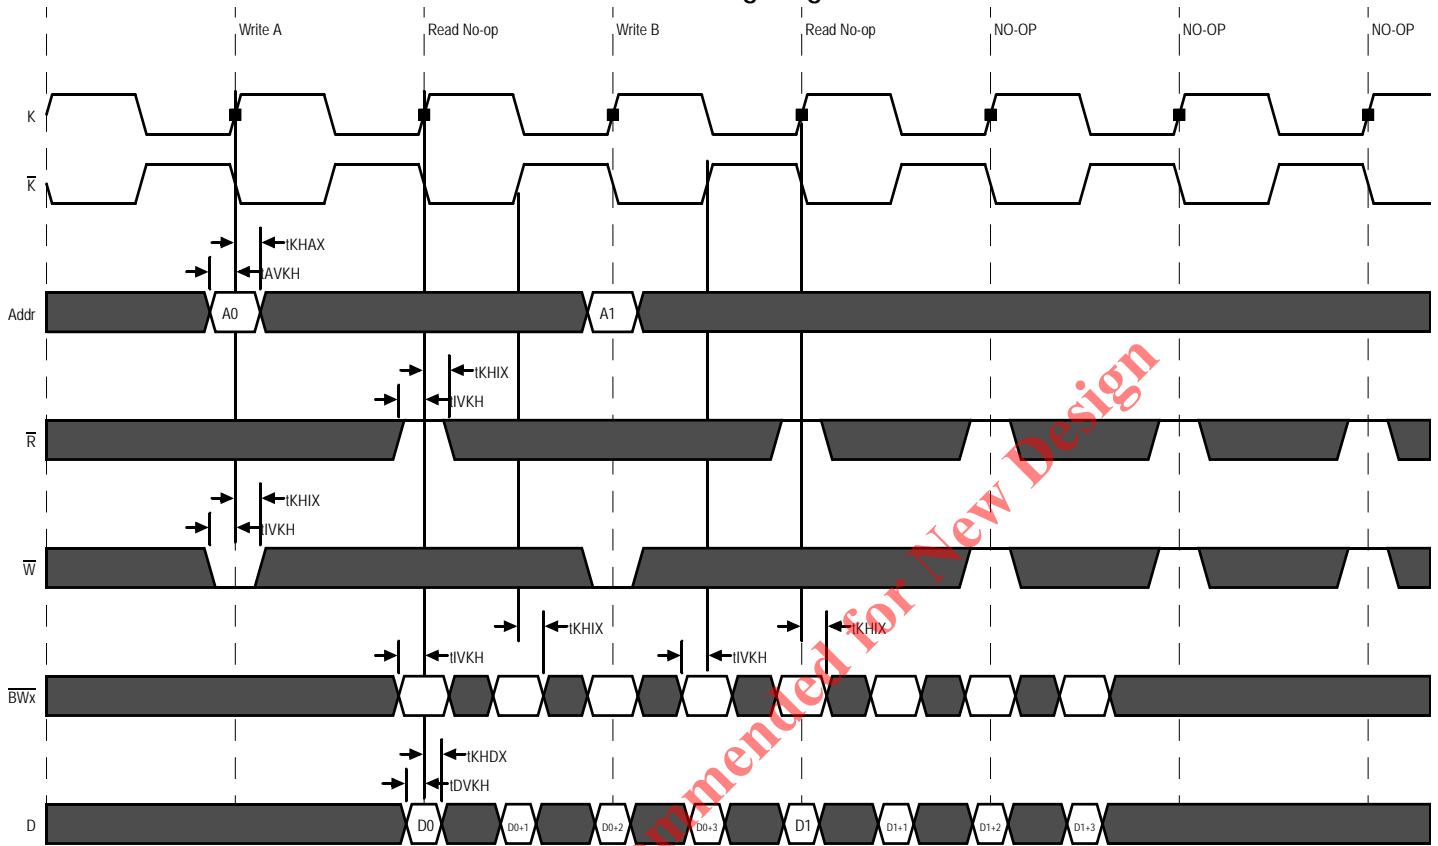 Write A Read No-op Write B Read No-op NO-OP NO-OP NO-OP
K
K
tKHAX
tAVKH
Addr A0 A1
tKHIX
tIVKH
R
tKHIX
tIVKH
W
tKHIX tKHIX
tIVKH tIVKH
BWx
tKHDX
tDVKH
D D0 D0+1 D0+2 D0+3 D1 D1+1 D1+2 D1+3
mmended for New Design